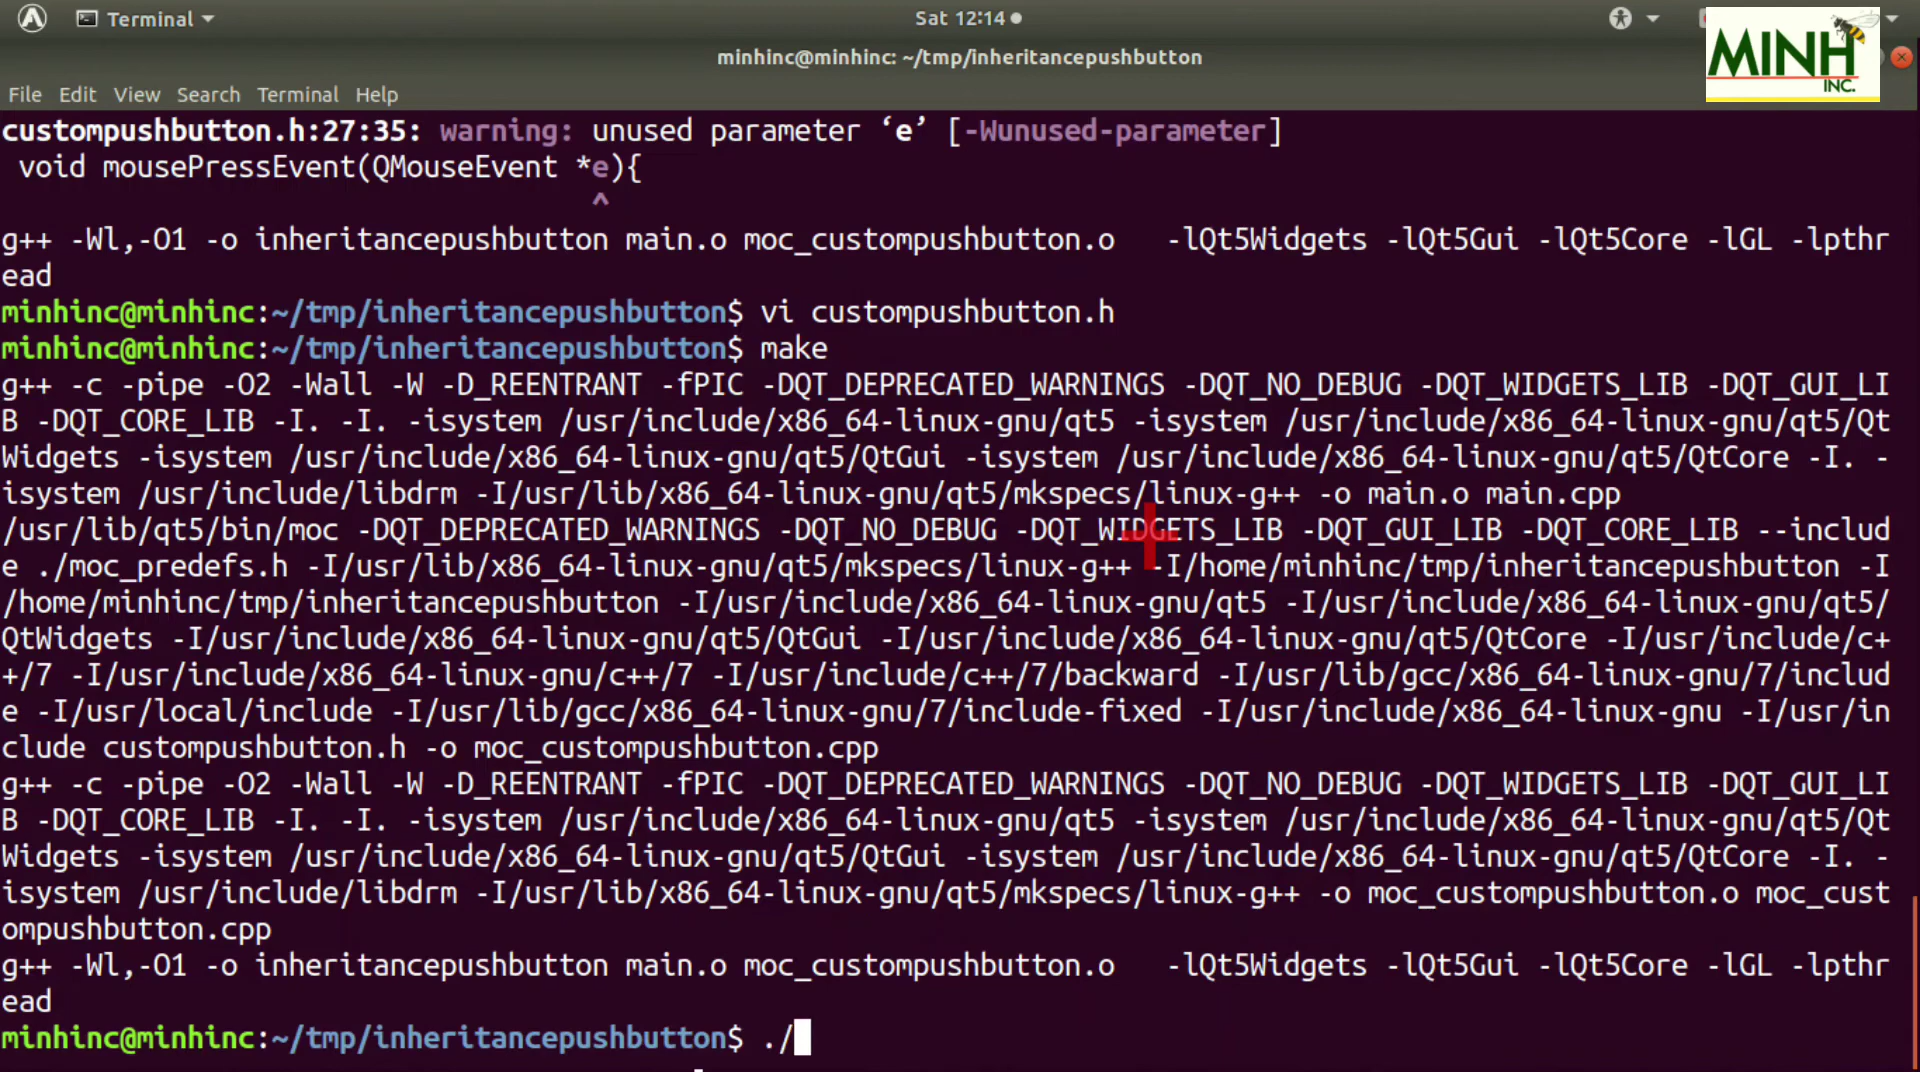 Terminal
Sat 12:14
minhinc@minhinc: ~/tmp/inheritancepushbutton
MINH
INC.
File Edit View Search Terminal Help
custompushbutton.h:27:35: warning: unused parameter ‘e’ [-Wunused-parameter]
void mousePressEvent(QMouseEvent *e){
^
g++ -Wl,-O1 -o inheritancepushbutton main.o moc_custompushbutton.o   -lQt5Widgets -lQt5Gui -lQt5Core -lGL -lpthr
ead
minhinc@minhinc:~/tmp/inheritancepushbutton$ vi custompushbutton.h
minhinc@minhinc:~/tmp/inheritancepushbutton$ make
g++ -c -pipe -O2 -Wall -W -D_REENTRANT -fPIC -DQT_DEPRECATED_WARNINGS -DQT_NO_DEBUG -DQT_WIDGETS_LIB -DQT_GUI_LI
B -DQT_CORE_LIB -I. -I. -isystem /usr/include/x86_64-linux-gnu/qt5 -isystem /usr/include/x86_64-linux-gnu/qt5/Qt
Widgets -isystem /usr/include/x86_64-linux-gnu/qt5/QtGui -isystem /usr/include/x86_64-linux-gnu/qt5/QtCore -I. -
isystem /usr/include/libdrm -I/usr/lib/x86_64-linux-gnu/qt5/mkspecs/linux-g++ -o main.o main.cpp
/usr/lib/qt5/bin/moc -DQT_DEPRECATED_WARNINGS -DQT_NO_DEBUG -DQT_WIDGETS_LIB -DQT_GUI_LIB -DQT_CORE_LIB --includ
e ./moc_predefs.h -I/usr/lib/x86_64-linux-gnu/qt5/mkspecs/linux-g++ -I/home/minhinc/tmp/inheritancepushbutton -I
/home/minhinc/tmp/inheritancepushbutton -I/usr/include/x86_64-linux-gnu/qt5 -I/usr/include/x86_64-linux-gnu/qt5/
QtWidgets -I/usr/include/x86_64-linux-gnu/qt5/QtGui -I/usr/include/x86_64-linux-gnu/qt5/QtCore -I/usr/include/c+
+/7 -I/usr/include/x86_64-linux-gnu/c++/7 -I/usr/include/c++/7/backward -I/usr/lib/gcc/x86_64-linux-gnu/7/includ
e -I/usr/local/include -I/usr/lib/gcc/x86_64-linux-gnu/7/include-fixed -I/usr/include/x86_64-linux-gnu -I/usr/in
clude custompushbutton.h -o moc_custompushbutton.cpp
g++ -c -pipe -O2 -Wall -W -D_REENTRANT -fPIC -DQT_DEPRECATED_WARNINGS -DQT_NO_DEBUG -DQT_WIDGETS_LIB -DQT_GUI_LI
B -DQT_CORE_LIB -I. -I. -isystem /usr/include/x86_64-linux-gnu/qt5 -isystem /usr/include/x86_64-linux-gnu/qt5/Qt
Widgets -isystem /usr/include/x86_64-linux-gnu/qt5/QtGui -isystem /usr/include/x86_64-linux-gnu/qt5/QtCore -I. -
isystem /usr/include/libdrm -I/usr/lib/x86_64-linux-gnu/qt5/mkspecs/linux-g++ -o moc_custompushbutton.o moc_cust
ompushbutton.cpp
g++ -Wl,-O1 -o inheritancepushbutton main.o moc_custompushbutton.o   -lQt5Widgets -lQt5Gui -lQt5Core -lGL -lpthr
ead
minhinc@minhinc:~/tmp/inheritancepushbutton$ ./